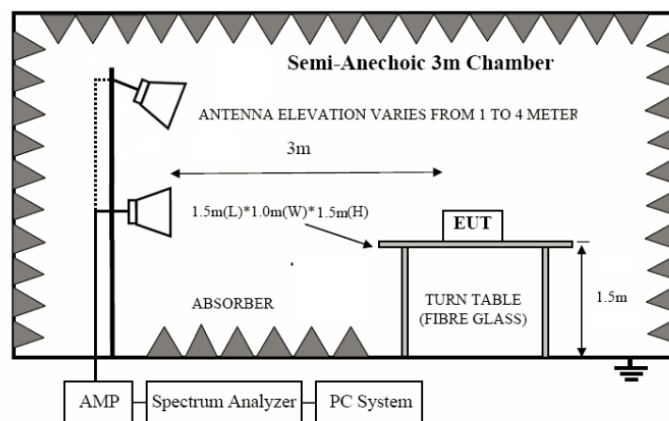 Semi-Anechoic 3m Chamber
ANTENNA ELEVATION VARIES FROM 1 TO 4 METER
3m
1.5m(L)*1.0m(W)*1.5m(H)
EUT
ABSORBER
TURN TABLE
(FIBRE GLASS)
1.5m
AMP
Spectrum Analyzer
PC System